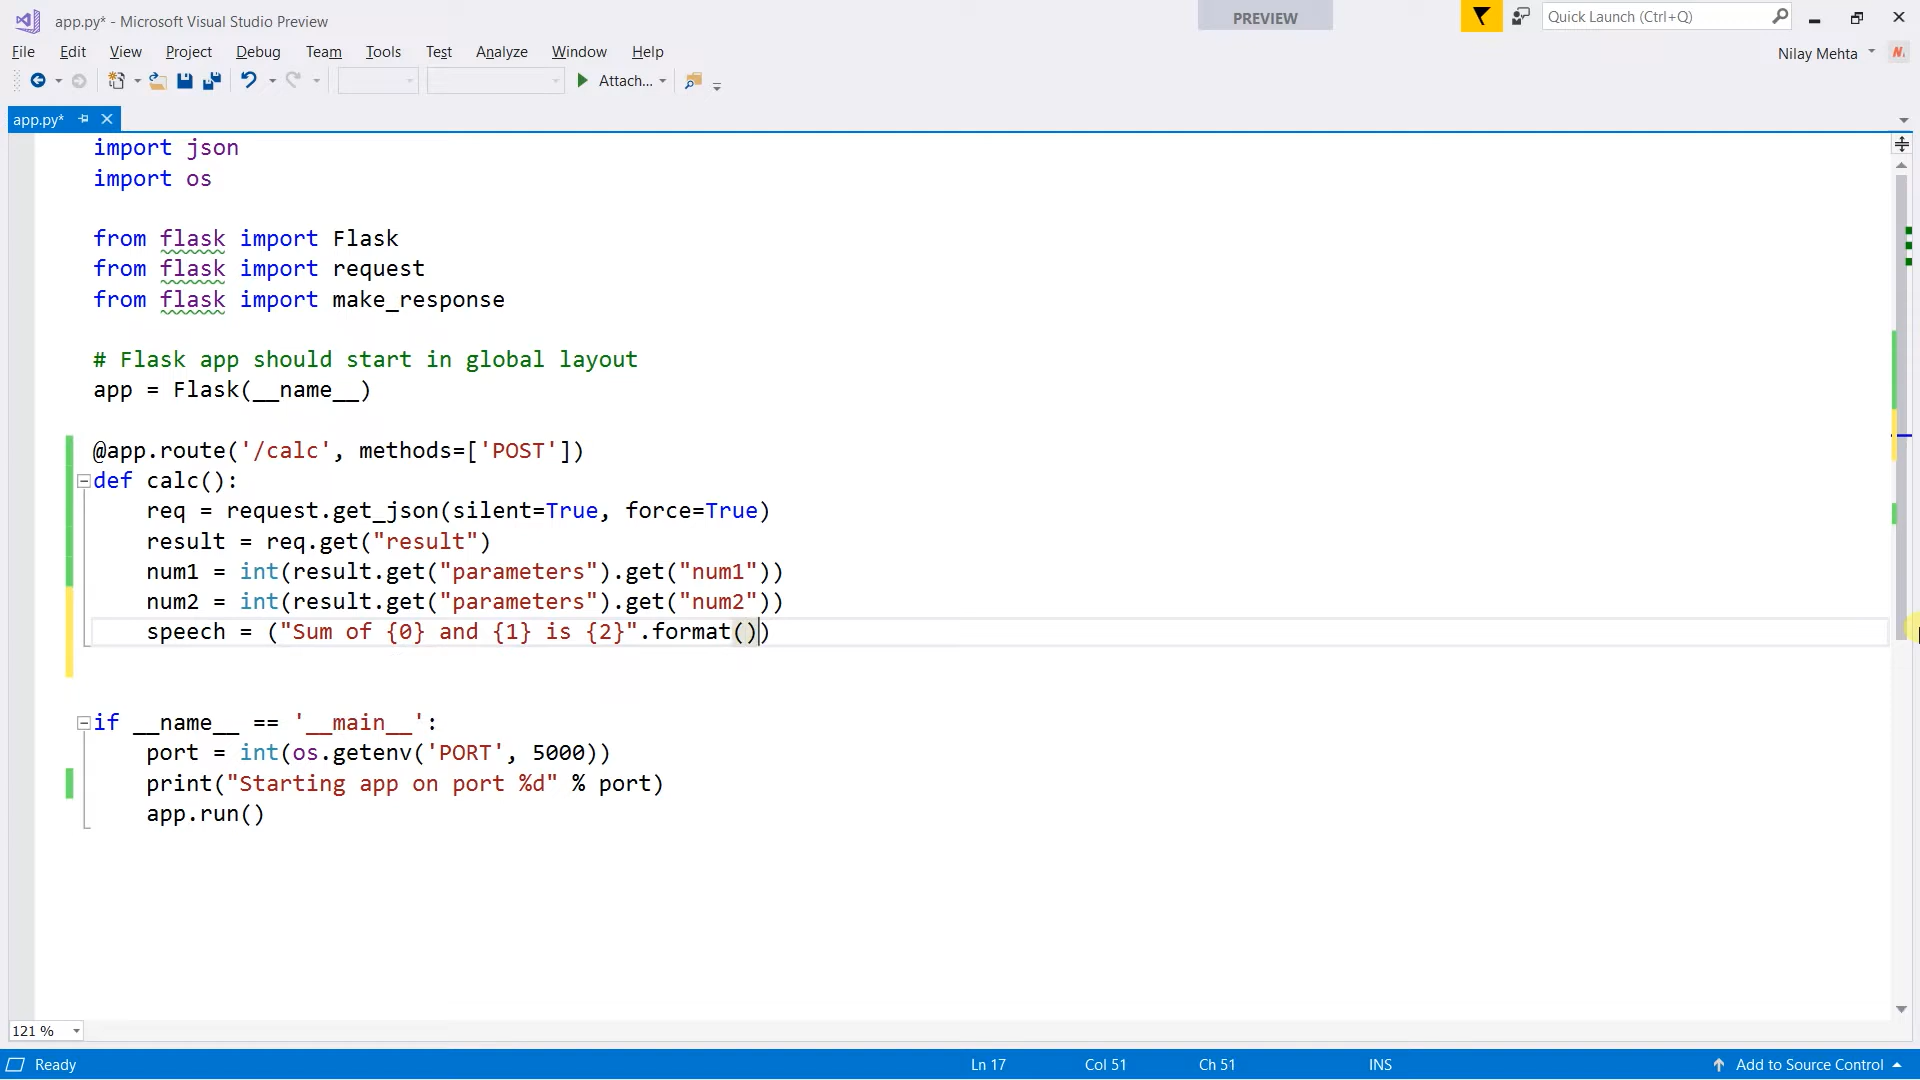 app.py* - Microsoft Visual Studio Preview
PREVIEW
Quick Launch (Ctrl+Q)
File Edit View Project Debug Team Tools Test Analyze Window Help
Nilay Mehta
Attach...
app.py*
import json
import os
from flask import Flask
from flask import request
from flask import make_response
# Flask app should start in global layout
app = Flask(__name__)
@app.route('/calc', methods=['POST'])
def calc():
req = request.get_json(silent=True, force=True)
result = req.get("result")
num1 = int(result.get("parameters").get("num1"))
num2 = int(result.get("parameters").get("num2"))
speech = ("Sum of {0} and {1} is {2}".format())
if __name__ == '__main__':
port = int(os.getenv('PORT', 5000))
print("Starting app on port %d" % port)
app.run()
121 %
Ready Ln 17 Col 51 Ch 51 INS Add to Source Control